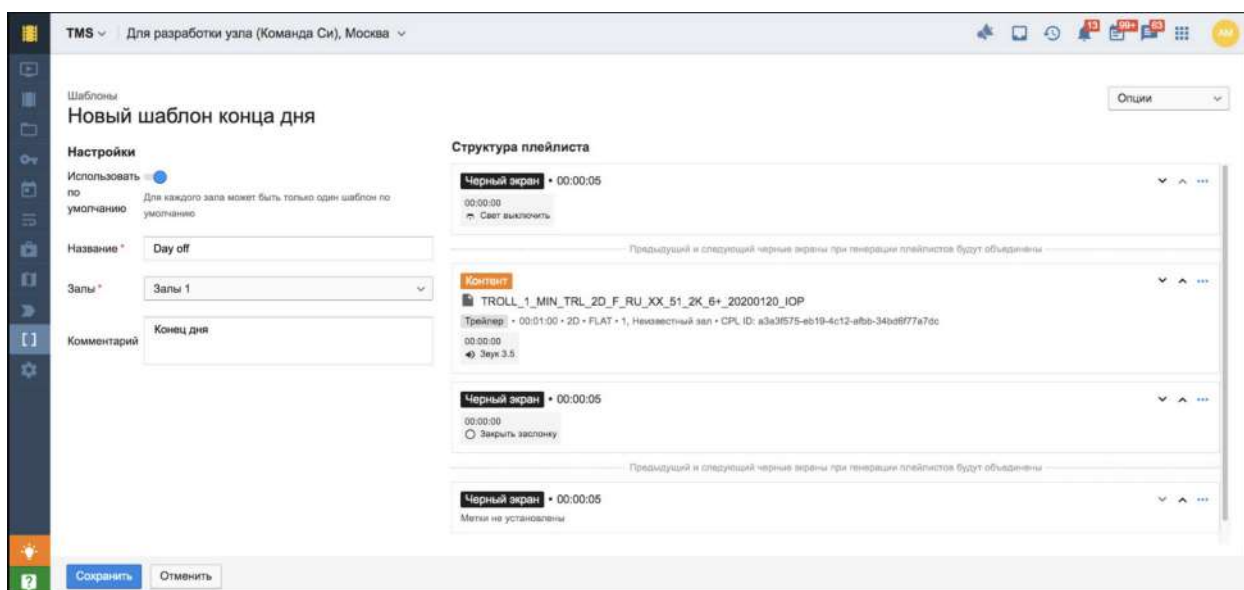 TMS
Для разработки узла (Команда Си), Москва
13
99+
63
AM
Шаблоны
Новый шаблон конца дня
Опции
Настройки
Использовать по умолчанию
Для каждого зала может быть только один шаблон по умолчанию
Название *
Day off
Залы *
Залы 1
Комментарий
Конец дня
Структура плейлиста
Черный экран • 00:00:05
00:00:00
Свет выключить
Предыдущий и следующий черные экраны при генерации плейлистов будут объединены
Контент
TROLL_1_MIN_TRL_2D_F_RU_XX_51_2K_6+_20200120_IOP
Трейлер • 00:01:00 • 2D • FLAT • 1, Неизвестный зал • CPL ID: a3a3f575-eb19-4c12-afbb-34bd6f77a7dc
00:00:00
Звук 3.5
Черный экран • 00:00:05
00:00:00
Закрыть заслонку
Предыдущий и следующий черные экраны при генерации плейлистов будут объединены
Черный экран • 00:00:05
Метки не установлены
Сохранить
Отменить